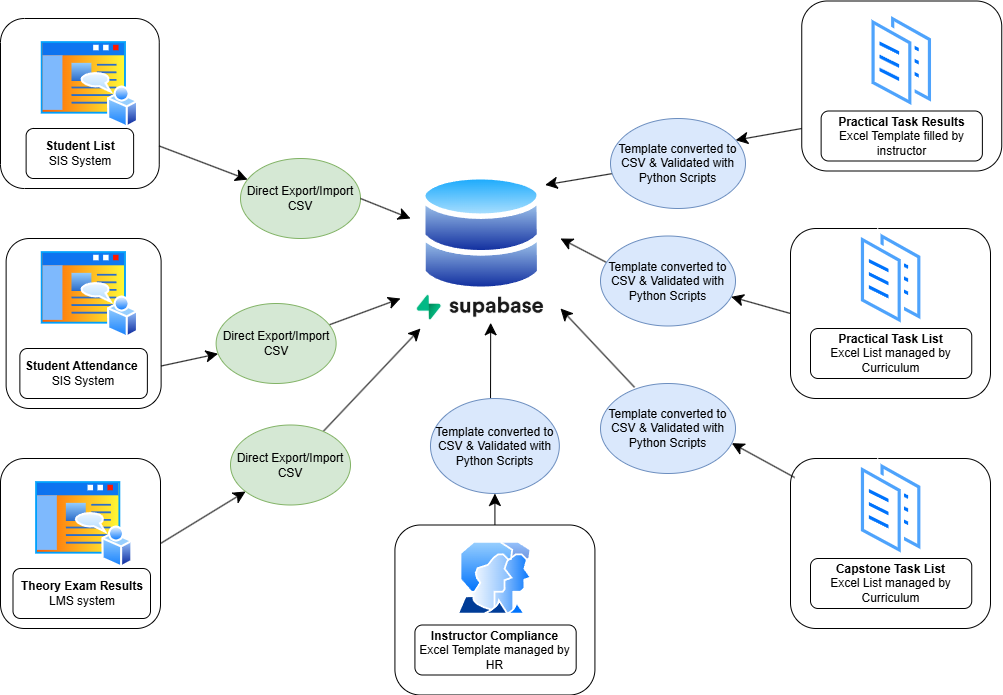 Student List
SIS System
Direct Export/Import
CSV
Student Attendance
SIS System
Direct Export/Import
CSV
Theory Exam Results
LMS system
Direct Export/Import
CSV
supabase
Template converted to
CSV & Validated with
Python Scripts
Instructor Compliance
Excel Template managed by
HR
Template converted to
CSV & Validated with
Python Scripts
Practical Task Results
Excel Template filled by
instructor
Template converted to
CSV & Validated with
Python Scripts
Practical Task List
Excel List managed by
Curriculum
Template converted to
CSV & Validated with
Python Scripts
Capstone Task List
Excel List managed by
Curriculum